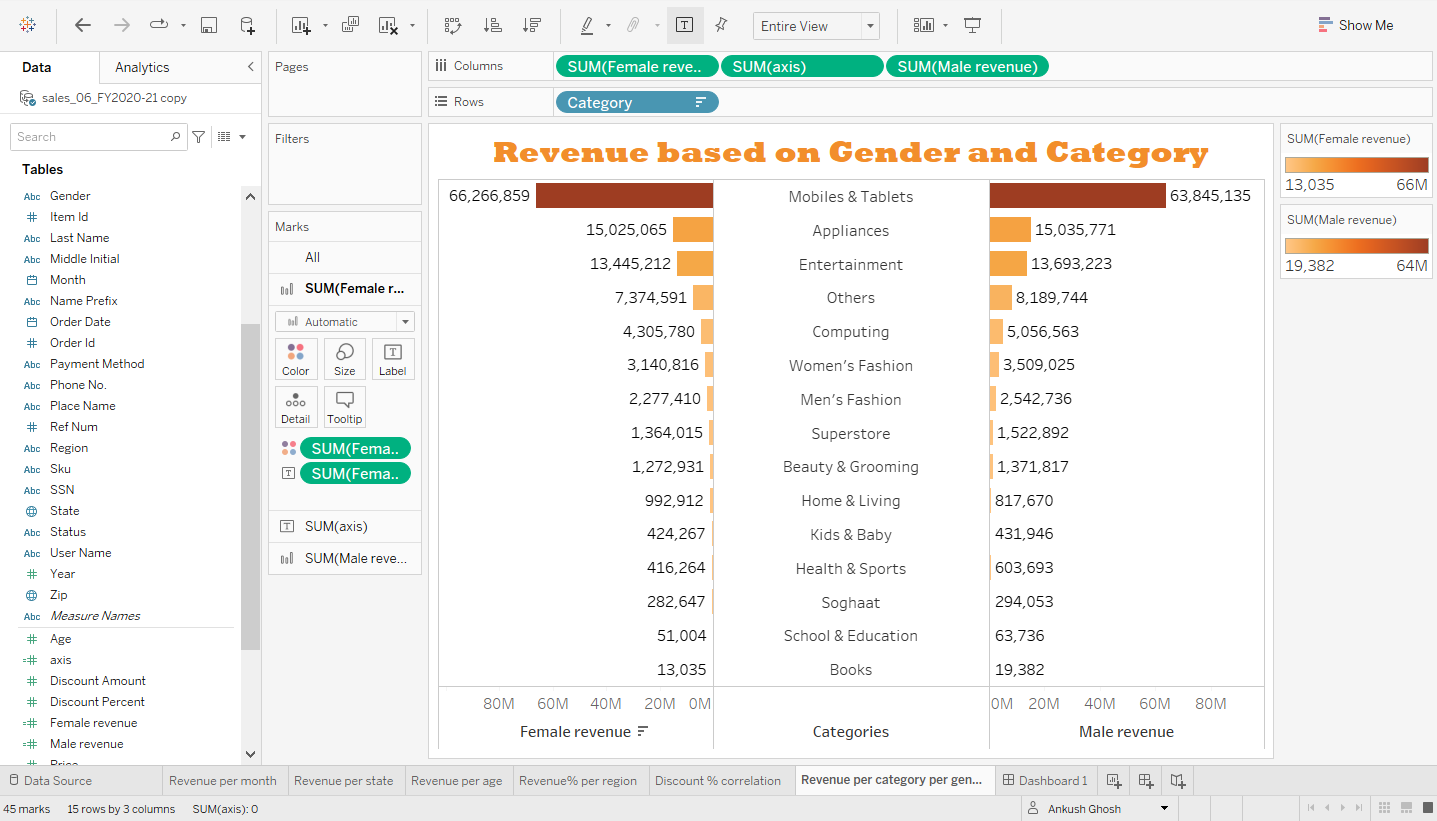 Entire View
Show Me
Data
Analytics
sales_06_FY2020-21 copy
Search
Tables
Abc Gender
Item Id
Abc Last Name
Abc Middle Initial
Month
Abc Name Prefix
Order Date
Order Id
Abc Payment Method
Abc Phone No.
Abc Place Name
Ref Num
Abc Region
Abc Sku
Abc SSN
State
Abc Status
Abc User Name
Year
Zip
Abc Measure Names
Age
axis
Discount Amount
Discount Percent
Female revenue
Male revenue
Price
Pages
Filters
Marks
All
SUM(Female r...
Automatic
Color Size Label
Detail Tooltip
SUM(Fema..
SUM(Fema..
SUM(axis)
SUM(Male reve...
Columns SUM(Female reve.. SUM(axis) SUM(Male revenue)
Rows Category
Revenue based on Gender and Category
66,266,859 Mobiles & Tablets 63,845,135
15,025,065 Appliances 15,035,771
13,445,212 Entertainment 13,693,223
7,374,591 Others 8,189,744
4,305,780 Computing 5,056,563
3,140,816 Women's Fashion 3,509,025
2,277,410 Men's Fashion 2,542,736
1,364,015 Superstore 1,522,892
1,272,931 Beauty & Grooming 1,371,817
992,912 Home & Living 817,670
424,267 Kids & Baby 431,946
416,264 Health & Sports 603,693
282,647 Soghaat 294,053
51,004 School & Education 63,736
13,035 Books 19,382
80M 60M 40M 20M 0M 0M 20M 40M 60M 80M
Female revenue Categories Male revenue
SUM(Female revenue)
13,035 66M
SUM(Male revenue)
19,382 64M
Data Source Revenue per month Revenue per state Revenue per age Revenue% per region Discount % correlation Revenue per category per gen... Dashboard 1
45 marks 15 rows by 3 columns SUM(axis): 0 Ankush Ghosh